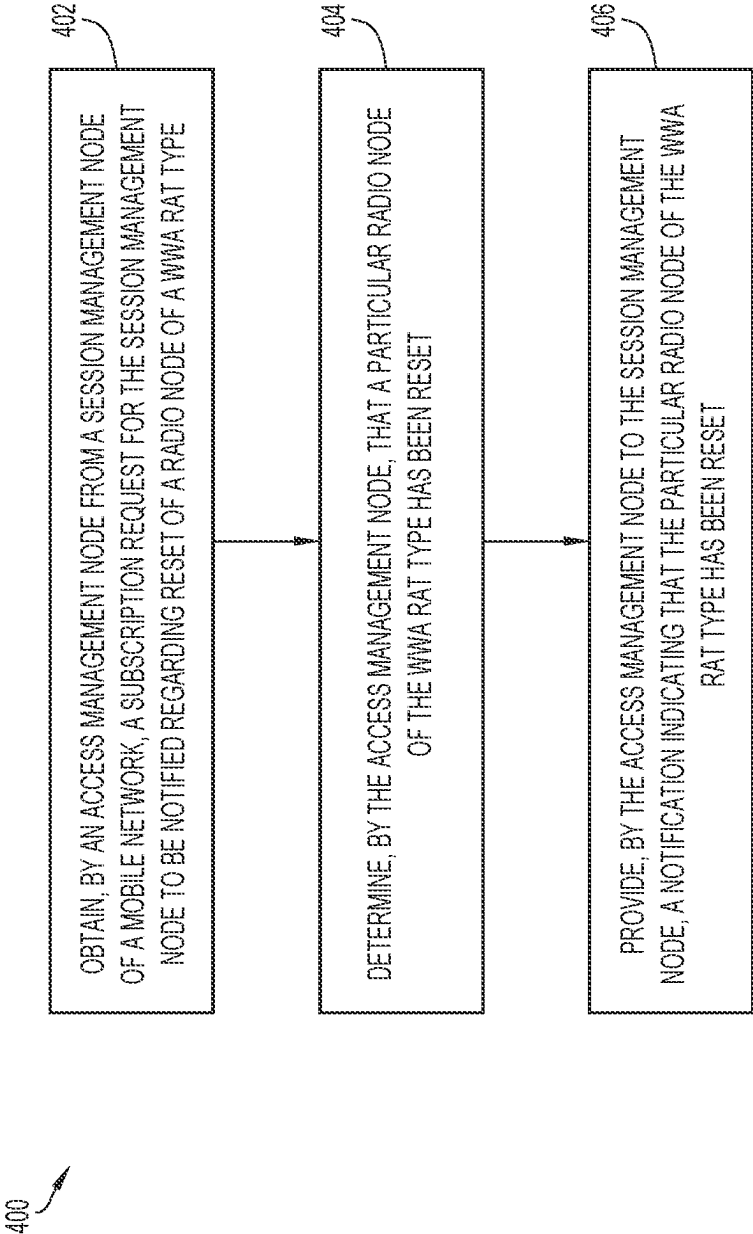 400
402
OBTAIN, BY AN ACCESS MANAGEMENT NODE FROM A SESSION MANAGEMENT NODE
OF A MOBILE NETWORK, A SUBSCRIPTION REQUEST FOR THE SESSION MANAGEMENT
NODE TO BE NOTIFIED REGARDING RESET OF A RADIO NODE OF A WWA RAT TYPE
404
DETERMINE, BY THE ACCESS MANAGEMENT NODE, THAT A PARTICULAR RADIO NODE
OF THE WWA RAT TYPE HAS BEEN RESET
406
PROVIDE, BY THE ACCESS MANAGEMENT NODE TO THE SESSION MANAGEMENT
NODE, A NOTIFICATION INDICATING THAT THE PARTICULAR RADIO NODE OF THE WWA
RAT TYPE HAS BEEN RESET